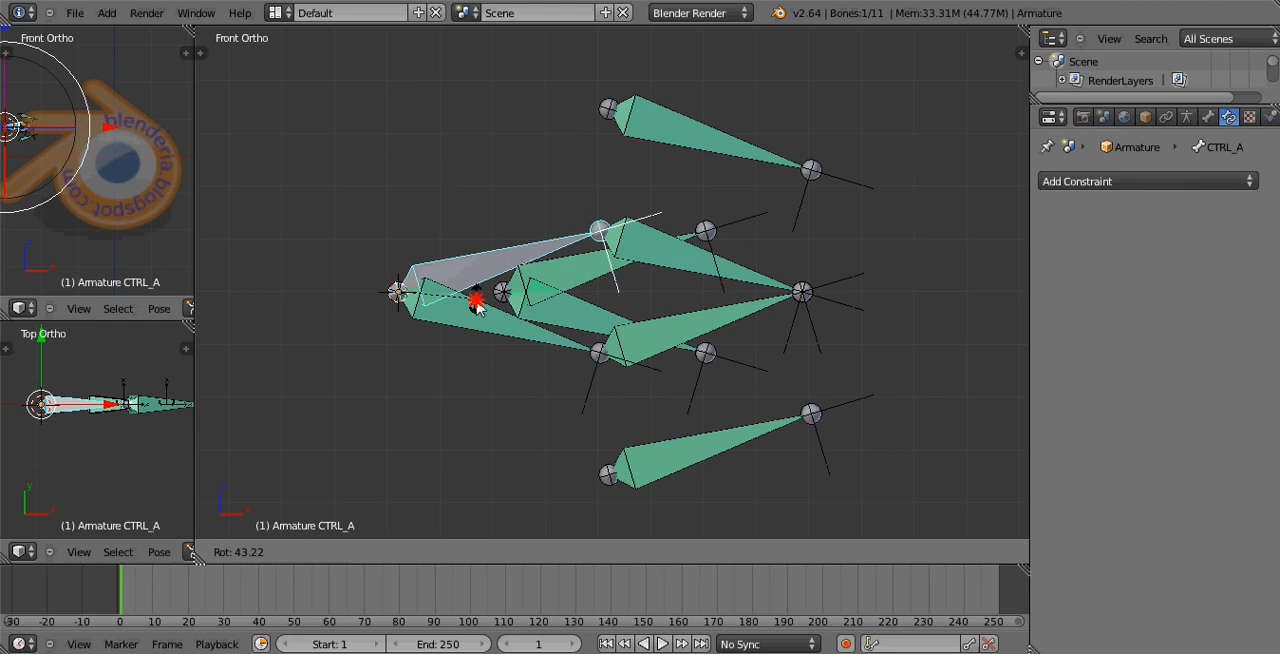 File Add Render Window Help Default Scene Blender Render v2.64 | Bones:1/11 | Mem:33.31M (44.77M) | Armature
Front Ortho
blenderia.blogspot.com
(1) Armature CTRL_A
View Select Pose
Top Ortho
(1) Armature CTRL_A
View Select Pose
Front Ortho
(1) Armature CTRL_A
Rot: 43.22
View Search All Scenes
Scene
RenderLayers
Armature CTRL_A
Add Constraint
-30 -20 -10 0 10 20 30 40 50 60 70 80 90 100 110 120 130 140 150 160 170 180 190 200 210 220 230 240 250
View Marker Frame Playback Start: 1 End: 250 1 No Sync